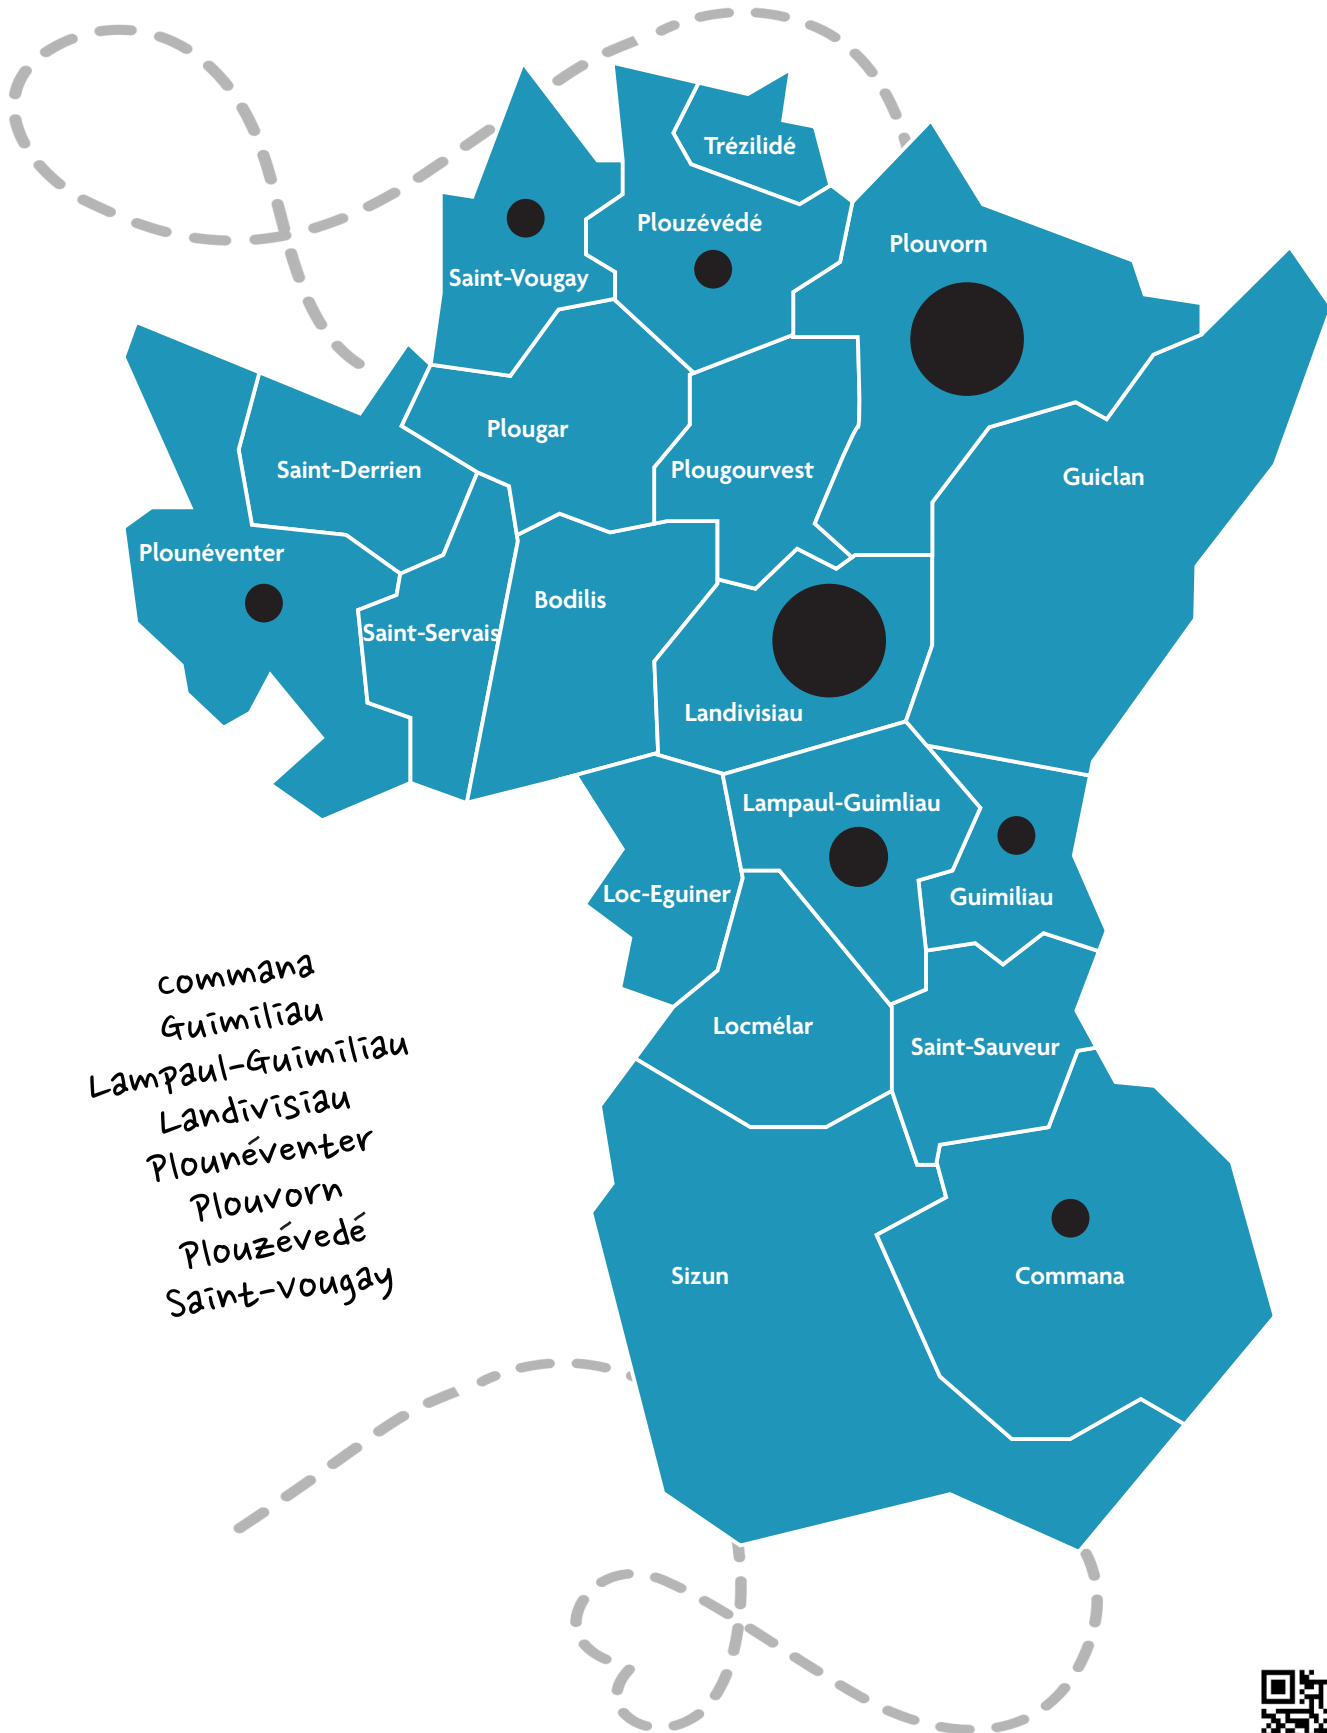 Trézilidé
Plouzévédé
Plouvorn
Saint-Vougay
Plougar
Saint-Derrien
Plougourvest
Guiclan
Plounéventer
Bodilis
Saint-Servais
Landivisiau
Lampaul-Guimliau
Loc-Eguiner
Guimiliau
Locmélar
Saint-Sauveur
Sizun
Commana
commana
Guimiliau
Lampaul-Guimiliau
Landivisiau
Plounéventer
Plouvorn
Plouzévedé
Saint-vougay